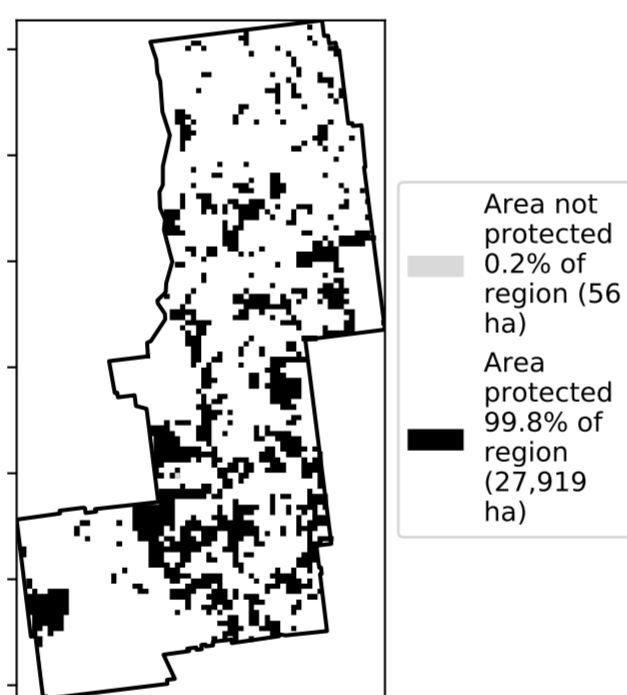 Area not
protected
0.2% of
region (56
ha)
Area
protected
99.8% of
region
(27,919
ha)